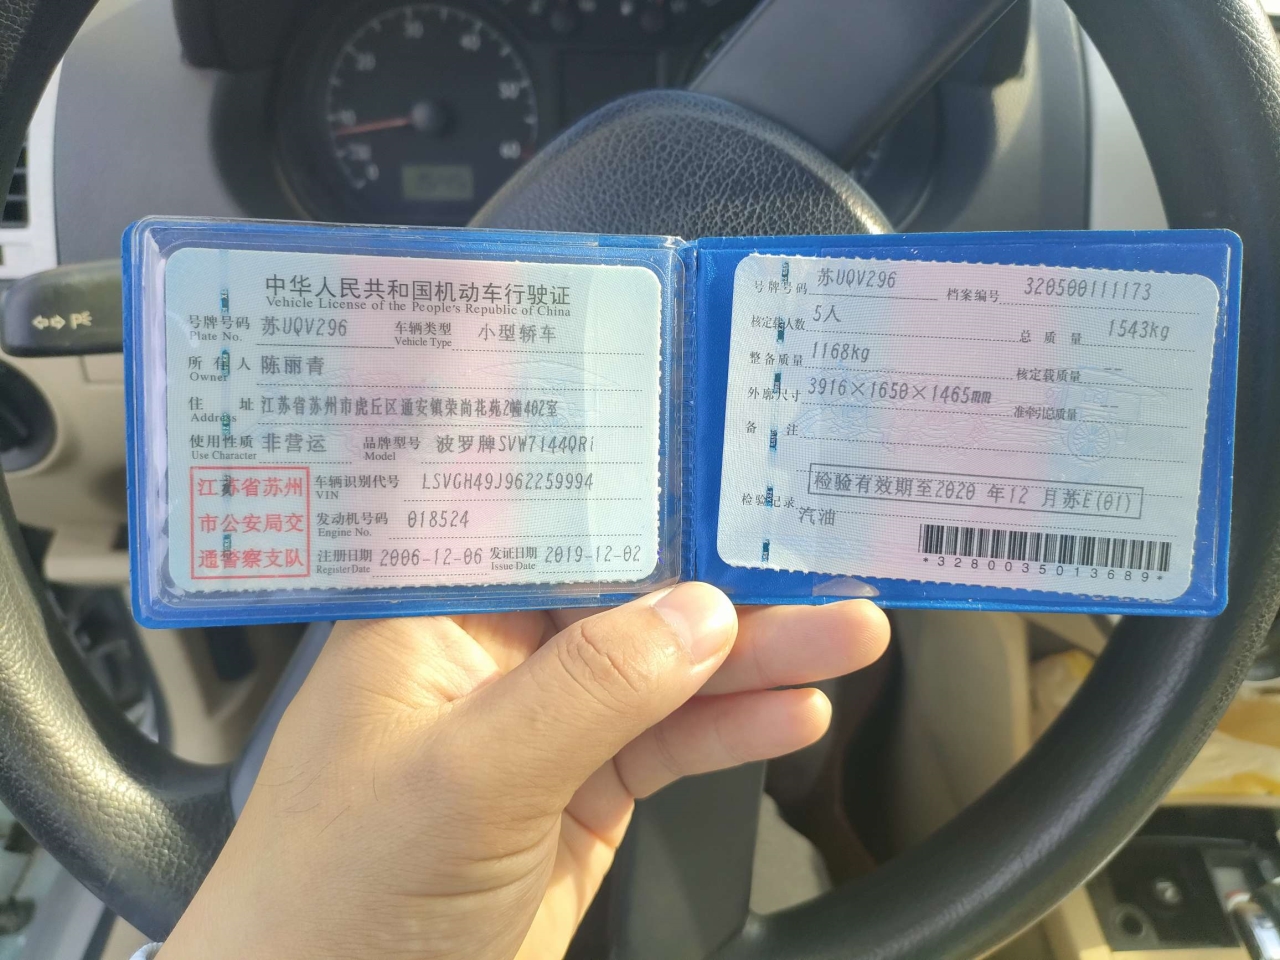 中华人民共和国机动车行驶证
Vehicle License of the People's Republic of China
号牌号码 苏UQV296 车辆类型 小型轿车
Plate No. Vehicle Type
所有人 陈丽青
Owner
住址 江苏省苏州市虎丘区通安镇荣尚花苑2幢402室
Address
使用性质 非营运 品牌型号 波罗牌SVW7144QRi
Use Character Model
江苏省苏州
市公安局交
通警察支队
车辆识别代号 LSVGH49J962259994
VIN
发动机号码 018524
Engine No.
注册日期 2006-12-06 发证日期 2019-12-02
Register Date Issue Date
号牌号码 苏UQV296 档案编号 320500111173
核定载人数 5人 总质量 1543kg
整备质量 1168kg 核定载质量 --
外廓尺寸 3916×1650×1465mm 准牵引总质量 --
备注
检验有效期至2020 年12 月苏E(01)
检验记录
汽油
*3280035013689*